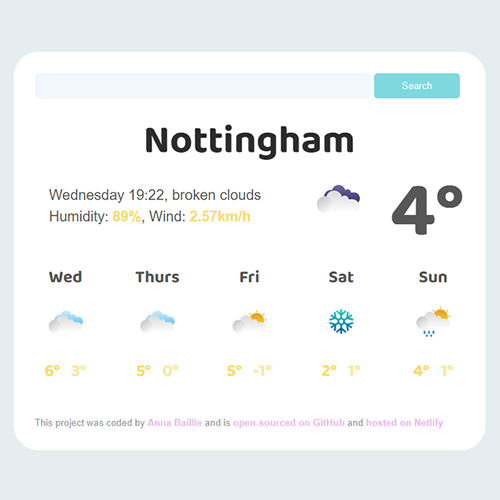 Search
Nottingham
Wednesday 19:22, broken clouds
Humidity: 89%, Wind: 2.57km/h
4°
Wed Thurs Fri Sat Sun
6° 3° 5° 0° 5° -1° 2° 1° 4° 1°
This project was coded by Anna Baillie and is open-sourced on GitHub and hosted on Netlify